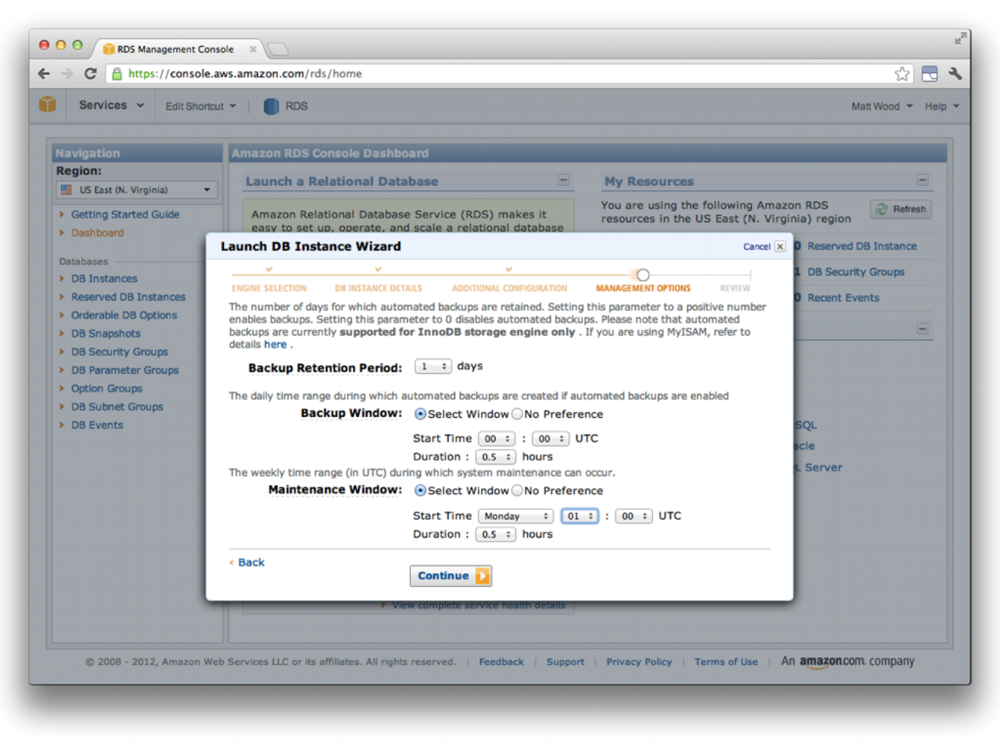 RDS Management Console
https://console.aws.amazon.com/rds/home
Services
Edit Shortcut
RDS
Matt Wood
Help
Navigation
Region:
US East (N. Virginia)
Getting Started Guide
Dashboard
Databases
DB Instances
Reserved DB Instances
Orderable DB Options
DB Snapshots
DB Security Groups
DB Parameter Groups
Option Groups
DB Subnet Groups
DB Events
Amazon RDS Console Dashboard
Launch a Relational Database
Amazon Relational Database Service (RDS) makes it
easy to set up, operate, and scale a relational database
My Resources
You are using the following Amazon RDS
resources in the US East (N. Virginia) region
Refresh
0 Reserved DB Instance
1 DB Security Groups
0 Recent Events
SQL
acle
L Server
Launch DB Instance Wizard
Cancel
ENGINE SELECTION
DB INSTANCE DETAILS
ADDITIONAL CONFIGURATION
MANAGEMENT OPTIONS
REVIEW
The number of days for which automated backups are retained. Setting this parameter to a positive number
enables backups. Setting this parameter to 0 disables automated backups. Please note that automated
backups are currently supported for InnoDB storage engine only . If you are using MyISAM, refer to
details here .
Backup Retention Period: 1 days
The daily time range during which automated backups are created if automated backups are enabled
Backup Window: Select Window No Preference
Start Time 00 : 00 UTC
Duration : 0.5 hours
The weekly time range (in UTC) during which system maintenance can occur.
Maintenance Window: Select Window No Preference
Start Time Monday 01 : 00 UTC
Duration : 0.5 hours
Back
Continue
View complete service health details
© 2008 - 2012, Amazon Web Services LLC or its affiliates. All rights reserved. | Feedback | Support | Privacy Policy | Terms of Use | An amazon.com. company